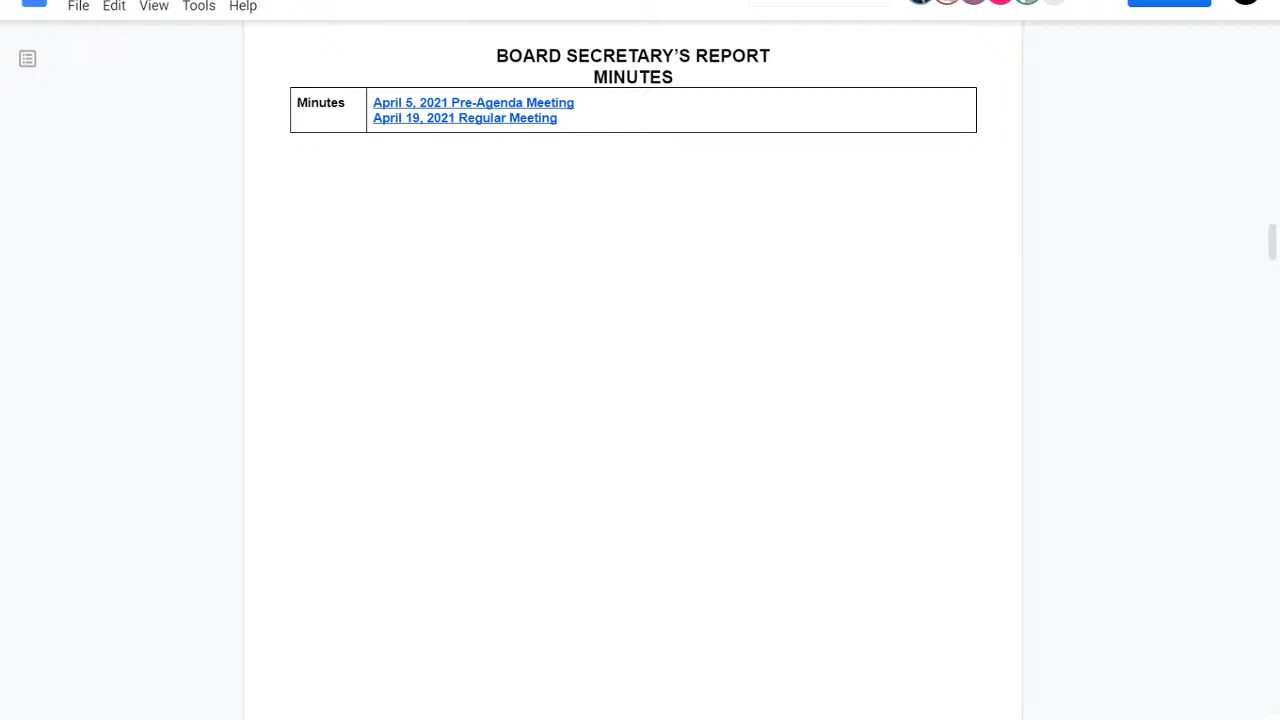 File Edit View Tools Help
BOARD SECRETARY’S REPORT
MINUTES
Minutes April 5, 2021 Pre-Agenda Meeting
April 19, 2021 Regular Meeting